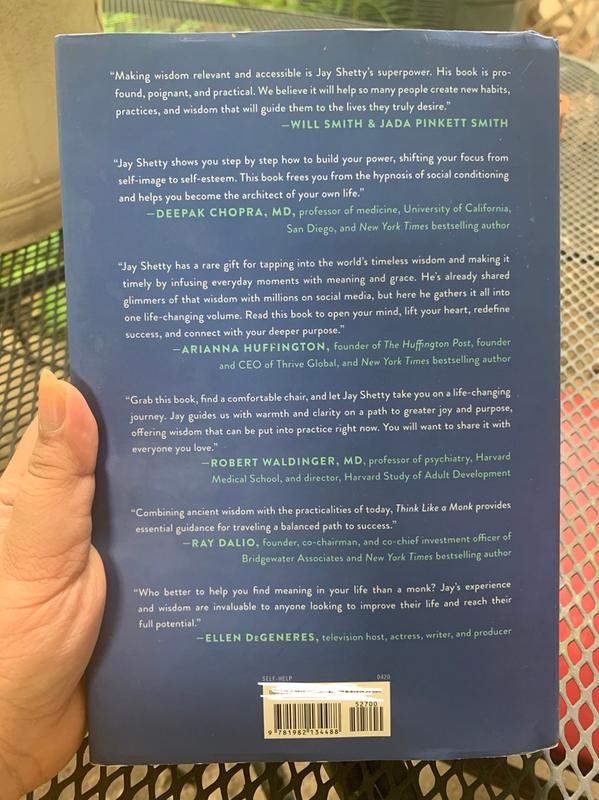 “Making wisdom relevant and accessible is Jay Shetty’s superpower. His book is pro-
found, poignant, and practical. We believe it will help so many people create new habits,
practices, and wisdom that will guide them to the lives they truly desire.”
—WILL SMITH & JADA PINKETT SMITH
“Jay Shetty shows you step by step how to build your power, shifting your focus from
self-image to self-esteem. This book frees you from the hypnosis of social conditioning
and helps you become the architect of your own life.”
—DEEPAK CHOPRA, MD, professor of medicine, University of California,
San Diego, and New York Times bestselling author
“Jay Shetty has a rare gift for tapping into the world’s timeless wisdom and making it
timely by infusing everyday moments with meaning and grace. He’s already shared
glimmers of that wisdom with millions on social media, but here he gathers it all into
one life-changing volume. Read this book to open your mind, lift your heart, redefine
success, and connect with your deeper purpose.”
—ARIANNA HUFFINGTON, founder of The Huffington Post, founder
and CEO of Thrive Global, and New York Times bestselling author
“Grab this book, find a comfortable chair, and let Jay Shetty take you on a life-changing
journey. Jay guides us with warmth and clarity on a path to greater joy and purpose,
offering wisdom that can be put into practice right now. You will want to share it with
everyone you love.”
—ROBERT WALDINGER, MD, professor of psychiatry, Harvard
Medical School, and director, Harvard Study of Adult Development
“Combining ancient wisdom with the practicalities of today, Think Like a Monk provides
essential guidance for traveling a balanced path to success.”
—RAY DALIO, founder, co-chairman, and co-chief investment officer of
Bridgewater Associates and New York Times bestselling author
“Who better to help you find meaning in your life than a monk? Jay’s experience
and wisdom are invaluable to anyone looking to improve their life and reach their
full potential.”
—ELLEN DEGENERES, television host, actress, writer, and producer
SELF-HELP 0420
52700
9 781982 134488